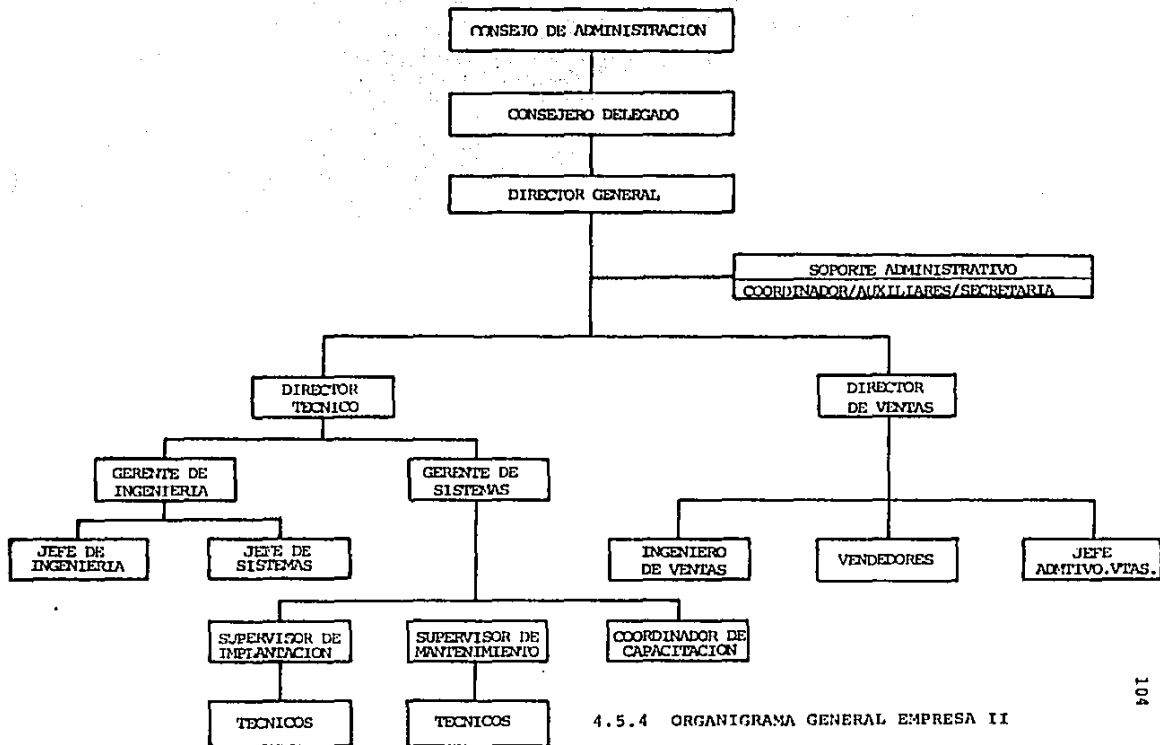 CONSEJO DE ADMINISTRACION
CONSEJERO DELEGADO
DIRECTOR GENERAL
SOPORTE ADMINISTRATIVO
COORDINADOR/AUXILIARES/SECRETARIA
DIRECTOR
TECNICO
DIRECTOR
DE VENTAS
GERENTE DE
INGENIERIA
GERENTE DE
SISTEMAS
JEFE DE
INGENIERIA
JEFE DE
SISTEMAS
INGENIERO
DE VENTAS
VENDEDORES
JEFE
ADMTIVO.VTAS.
SUPERVISOR DE
IMPLANTACION
SUPERVISOR DE
MANTENIMIENTO
COORDINADOR DE
CAPACITACION
TECNICOS
TECNICOS
4.5.4 ORGANIGRAMA GENERAL EMPRESA II
104